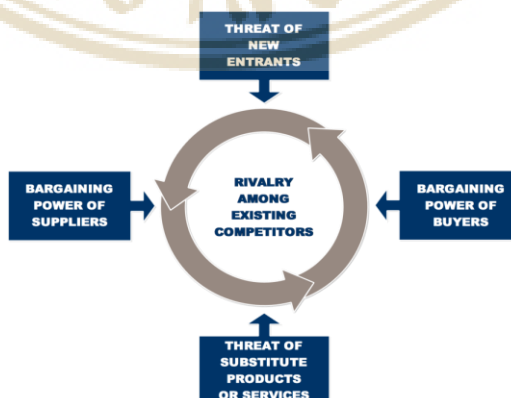 THREAT OF
NEW
ENTRANTS
BARGAINING
POWER OF
SUPPLIERS
RIVALRY
AMONG
EXISTING
COMPETITORS
BARGAINING
POWER OF
BUYERS
THREAT OF
SUBSTITUTE
PRODUCTS
OR SERVICES